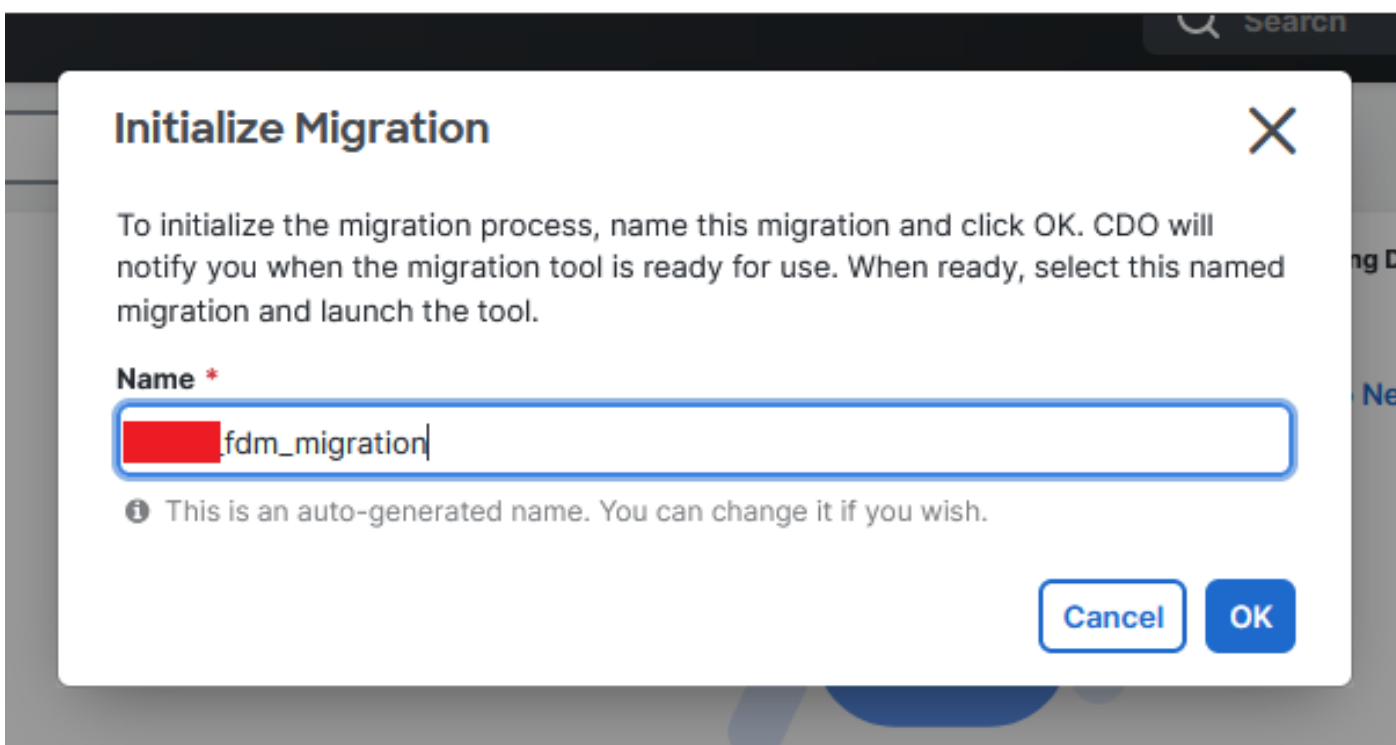 Search
Initialize Migration
To initialize the migration process, name this migration and click OK. CDO will
notify you when the migration tool is ready for use. When ready, select this named
migration and launch the tool.
Name *
_fdm_migration
This is an auto-generated name. You can change it if you wish.
Cancel
OK